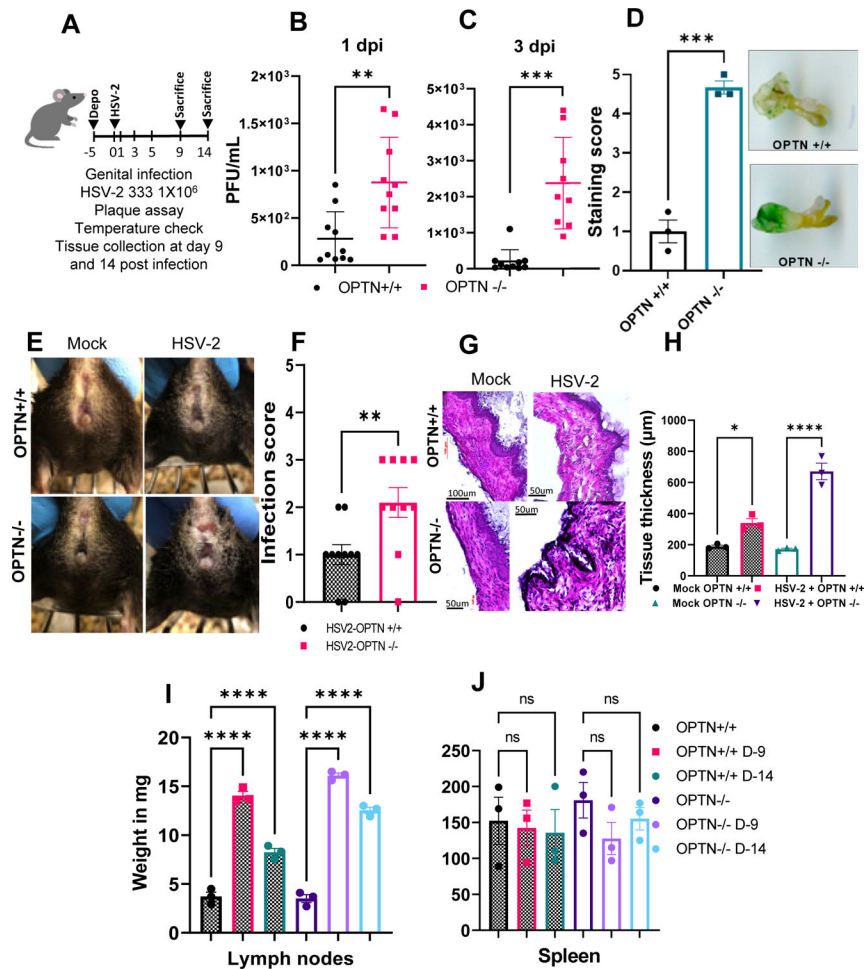 A
Depo
HSV-2
Sacrifice
Sacrifice
-5 01 3 5 9 14
Genital infection
HSV-2 333 1X10⁶
Plaque assay
Temperature check
Tissue collection at day 9
and 14 post infection
B
1 dpi
**
PFU/mL
2×10³
2×10³
1×10³
5×10²
0
C
3 dpi
***
5×10³
4×10³
3×10³
2×10³
1×10³
0
OPTN+/+
OPTN -/-
D
***
Staining score
5
4
3
2
1
0
OPTN +/+
OPTN -/-
OPTN +/+
OPTN -/-
E
Mock
HSV-2
OPTN+/+
OPTN-/-
F
**
Infection score
5
4
3
2
1
0
HSV2-OPTN +/+
HSV2-OPTN -/-
G
Mock
HSV-2
OPTN+/+
OPTN-/-
100um
50um
50um
50um
H
*
****
Tissue thickness (µm)
1000
800
600
400
200
0
Mock OPTN +/+
HSV-2 + OPTN +/+
Mock OPTN -/-
HSV-2 + OPTN -/-
I
****
****
****
****
Weight in mg
20
15
10
5
0
Lymph nodes
J
ns
ns
ns
ns
250
200
150
100
50
0
Spleen
OPTN+/+
OPTN+/+ D-9
OPTN+/+ D-14
OPTN-/-
OPTN-/- D-9
OPTN-/- D-14